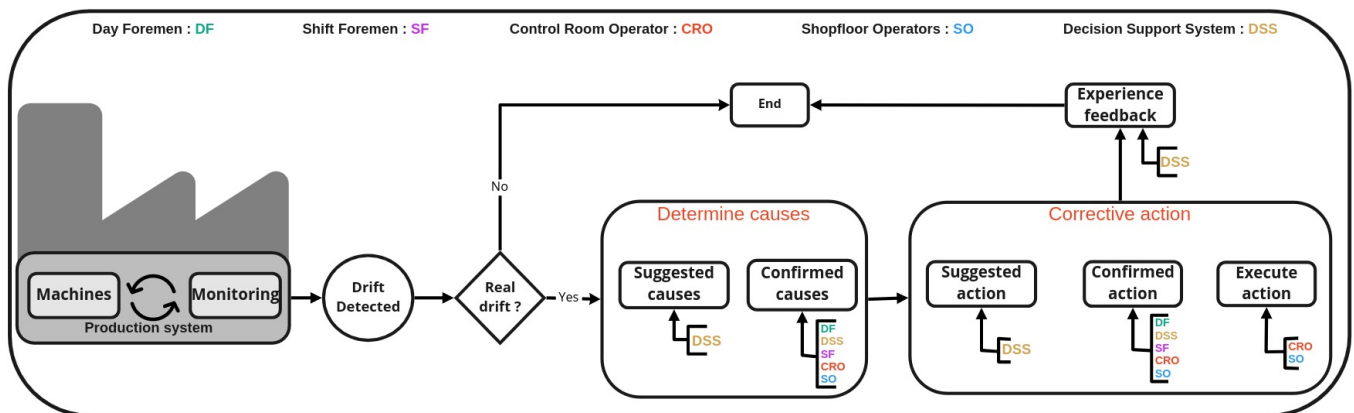 Day Foremen : DF
Shift Foremen : SF
Control Room Operator : CRO
Shopfloor Operators : SO
Decision Support System : DSS
End
Experience
feedback
DSS
No
Determine causes
Corrective action
Machines
Monitoring
Production system
Drift
Detected
Real
drift ?
Yes
Suggested
causes
DSS
Confirmed
causes
DF
DSS
SF
CRO
SO
Suggested
action
DSS
Confirmed
action
DF
DSS
SF
CRO
SO
Execute
action
CRO
SO